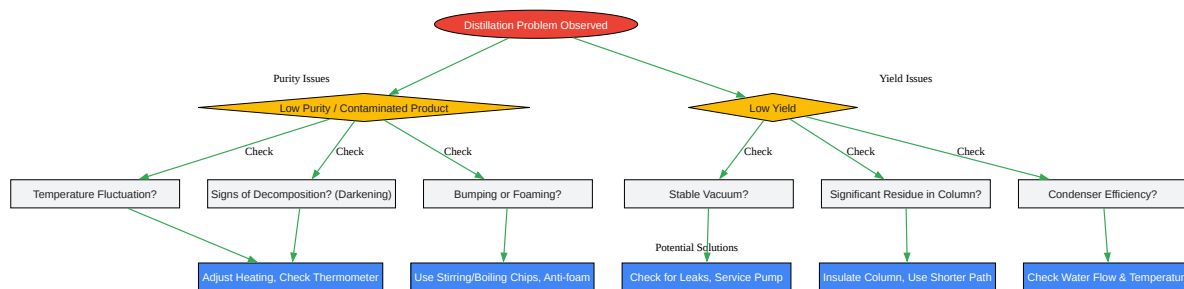 Distillation Problem Observed
Purity Issues
Yield Issues
Low Purity / Contaminated Product
Low Yield
Check
Check
Check
Check
Check
Check
Temperature Fluctuation?
Signs of Decomposition? (Darkening)
Bumping or Foaming?
Stable Vacuum?
Significant Residue in Column?
Condenser Efficiency?
Potential Solutions
Adjust Heating, Check Thermometer
Use Stirring/Boiling Chips, Anti-foam
Check for Leaks, Service Pump
Insulate Column, Use Shorter Path
Check Water Flow & Temperatur